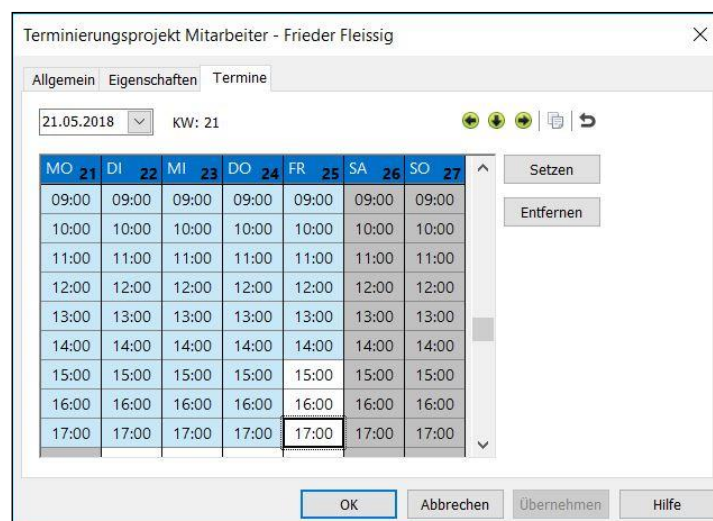 Terminierungsprojekt Mitarbeiter - Frieder Fleissig
Allgemein Eigenschaften Termine
21.05.2018 KW: 21
MO 21 DI 22 MI 23 DO 24 FR 25 SA 26 SO 27 Setzen
09:00 09:00 09:00 09:00 09:00 09:00 09:00
Entfernen
10:00 10:00 10:00 10:00 10:00 10:00 10:00
11:00 11:00 11:00 11:00 11:00 11:00 11:00
12:00 12:00 12:00 12:00 12:00 12:00 12:00
13:00 13:00 13:00 13:00 13:00 13:00 13:00
14:00 14:00 14:00 14:00 14:00 14:00 14:00
15:00 15:00 15:00 15:00 15:00 15:00 15:00
16:00 16:00 16:00 16:00 16:00 16:00 16:00
17:00 17:00 17:00 17:00 17:00 17:00 17:00
OK Abbrechen Übernehmen Hilfe